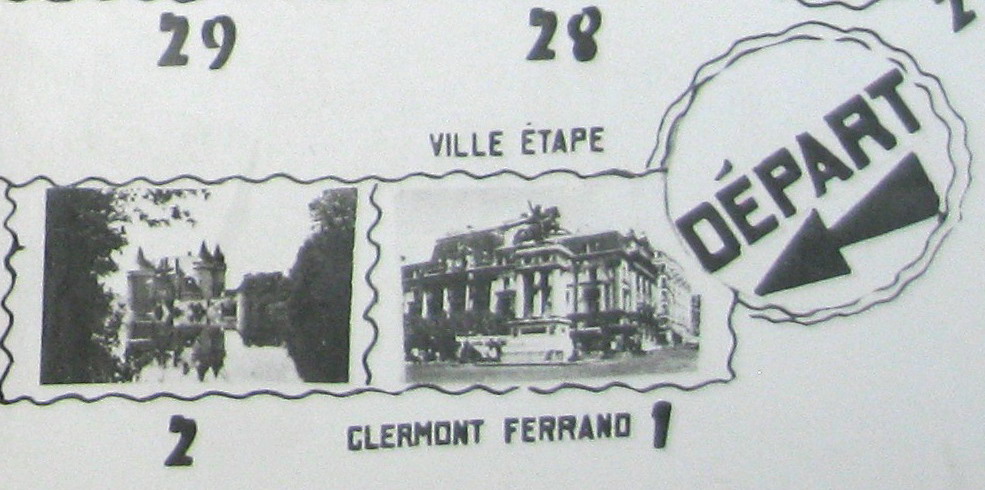 29
28
VILLE ÉTAPE
DÉPART
2
CLERMONT FERRAND 1